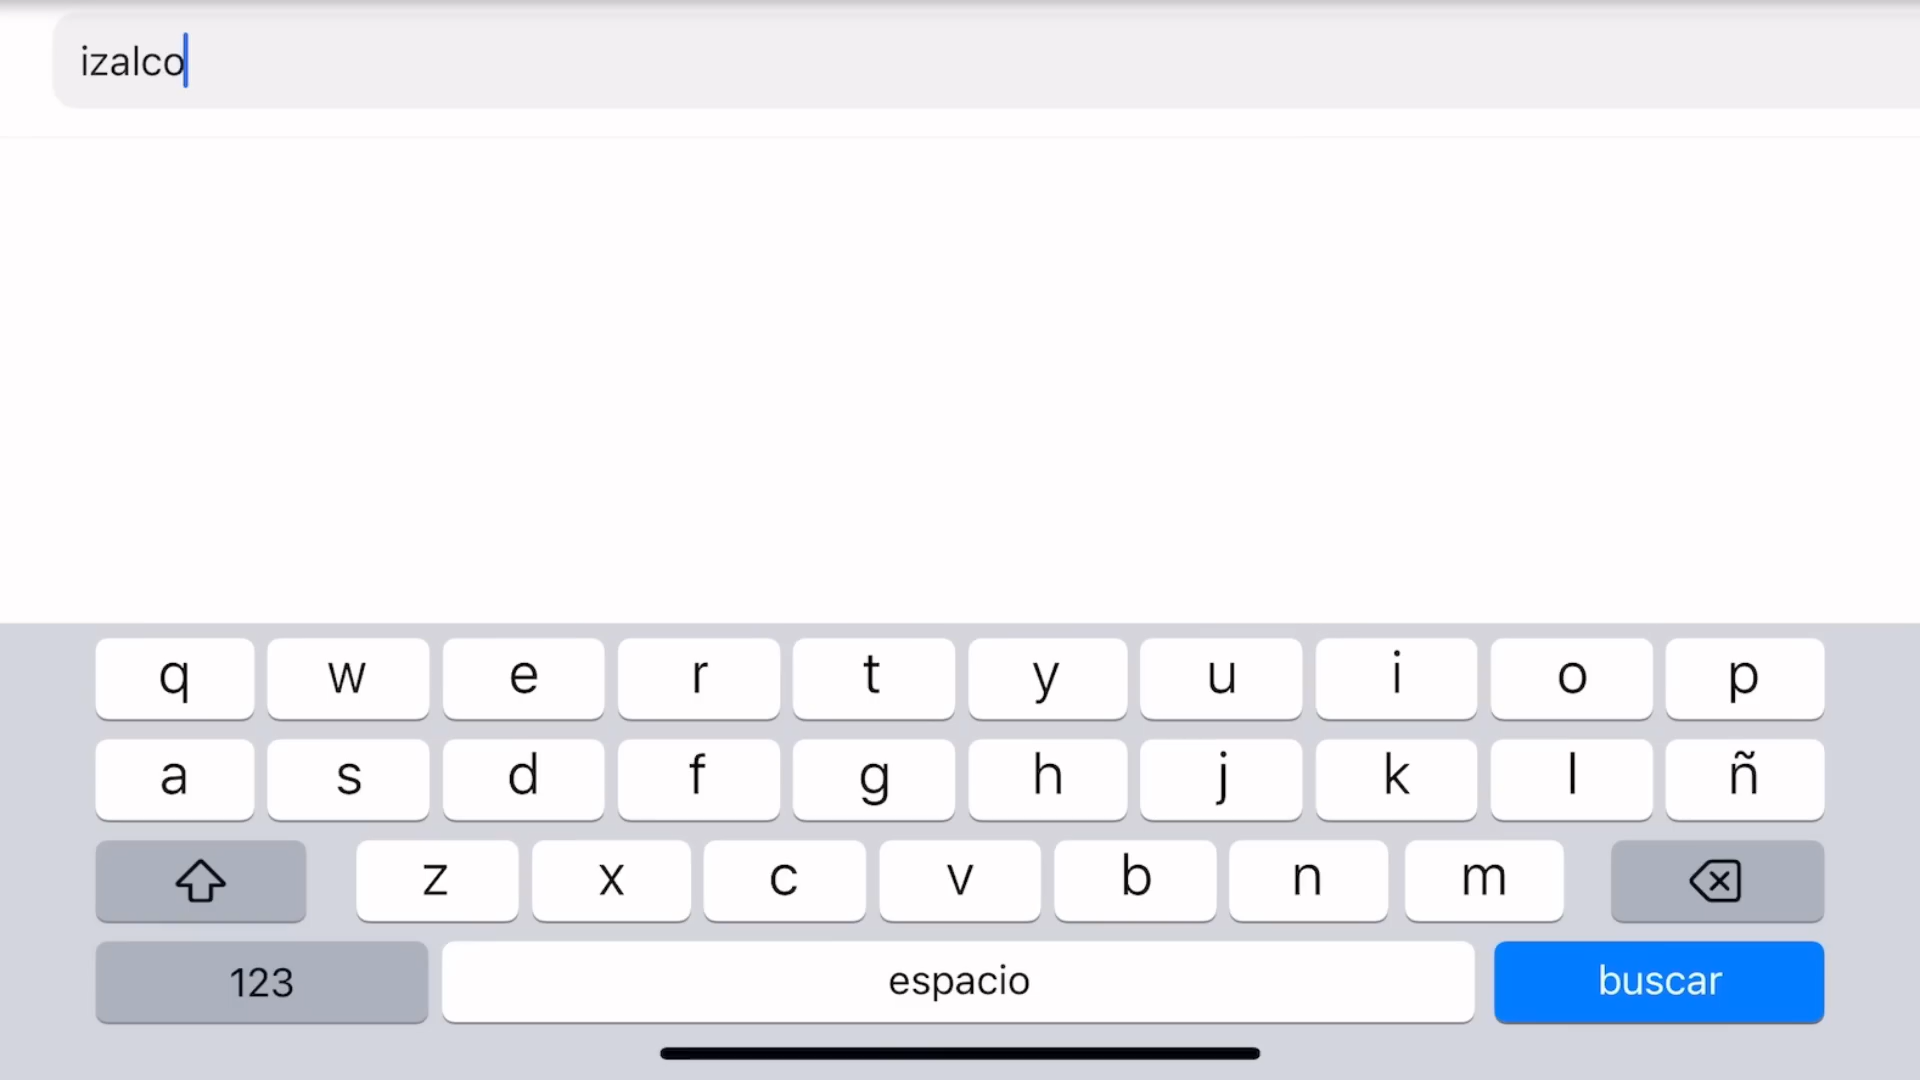 izalco
q w e r t y u i o p
a s d f g h j k l ñ
z x c v b n m
123 espacio buscar